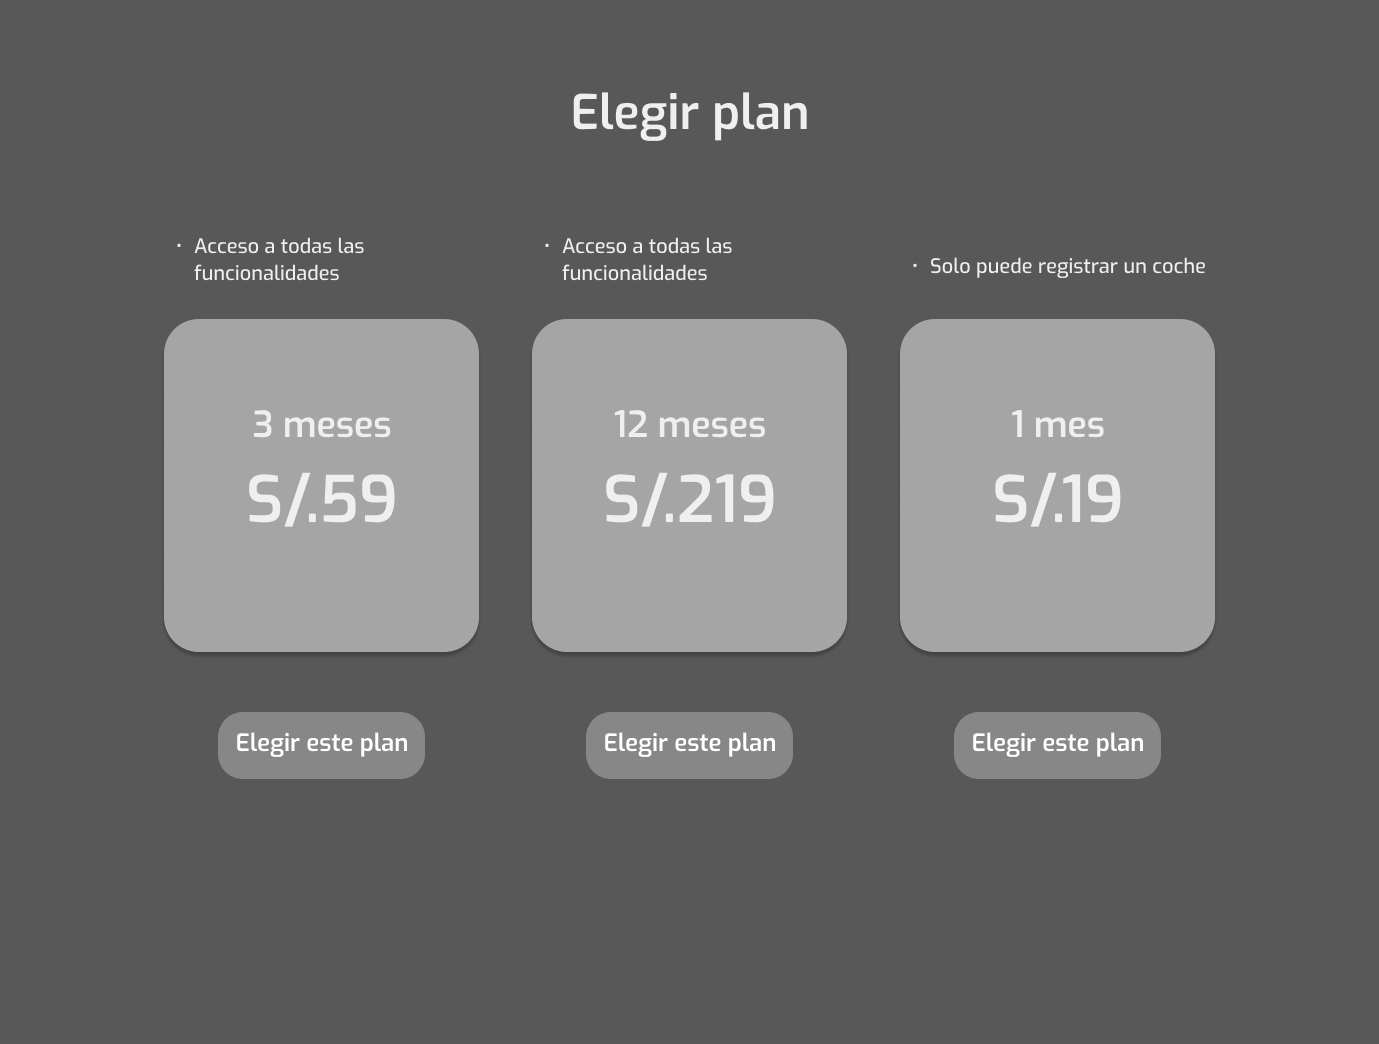 Elegir plan
· Acceso a todas las
funcionalidades
3 meses
S/.59
Elegir este plan
· Acceso a todas las
funcionalidades
12 meses
S/.219
Elegir este plan
· Solo puede registrar un coche
1 mes
S/.19
Elegir este plan